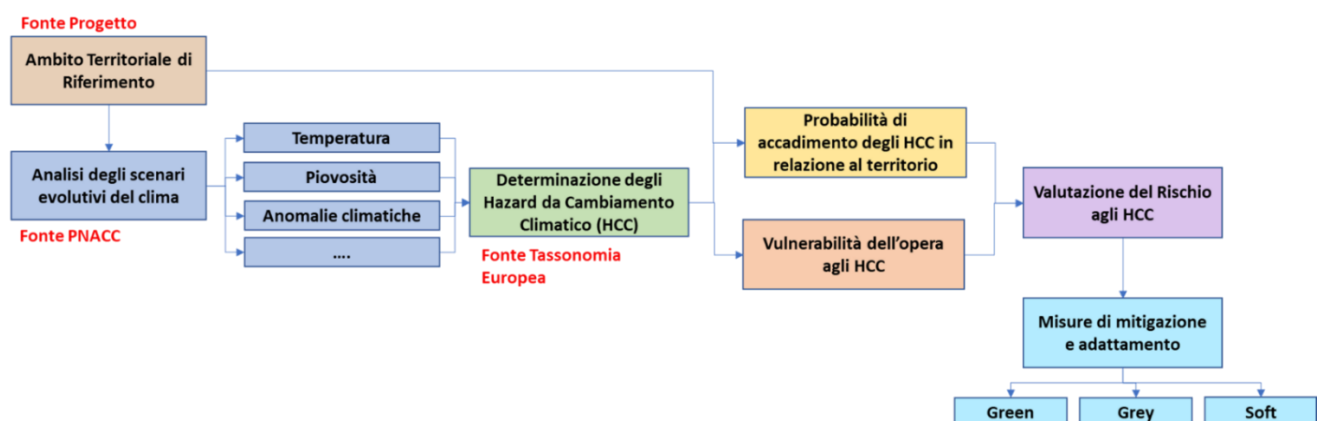 Fonte Progetto
Ambito Territoriale di
Riferimento
Analisi degli scenari
evolutivi del clima
Fonte PNACC
Temperatura
Piovosità
Anomalie climatiche
....
Determinazione degli
Hazard da Cambiamento
Climatico (HCC)
Fonte Tassonomia
Europea
Probabilità di
accadimento degli HCC in
relazione al territorio
Vulnerabilità dell'opera
agli HCC
Valutazione del Rischio
agli HCC
Misure di mitigazione
e adattamento
Green
Grey
Soft